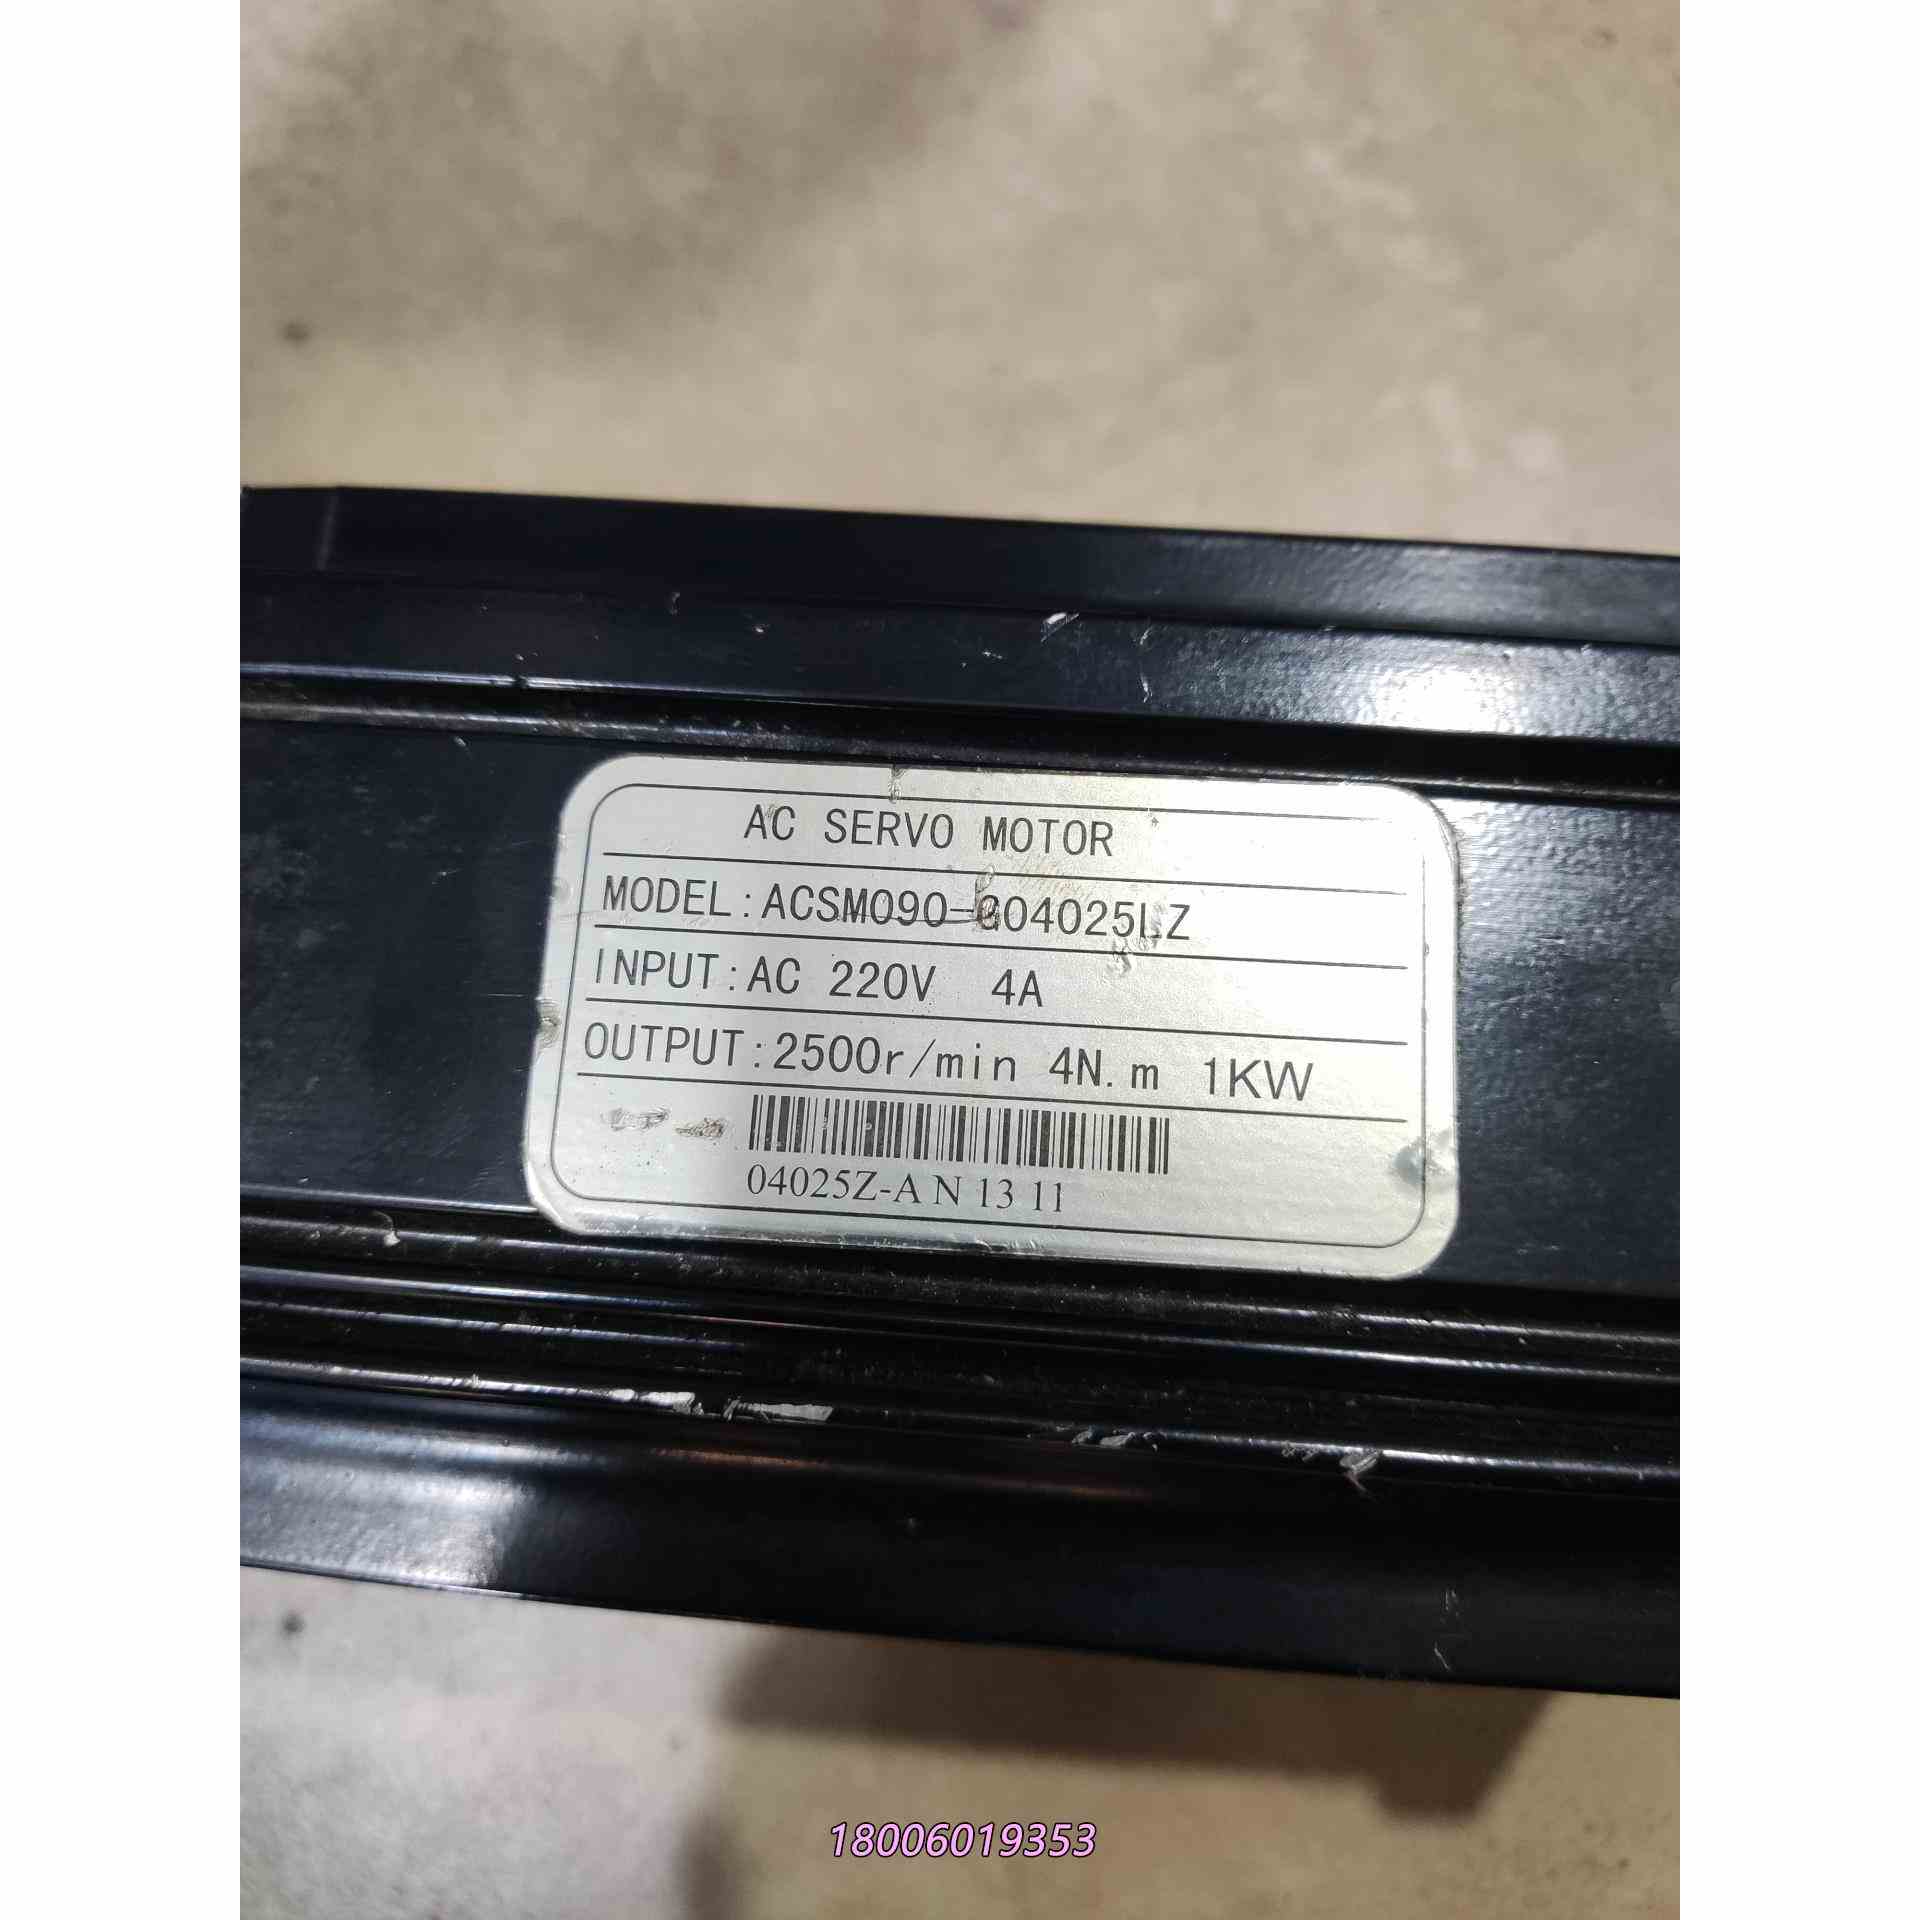 AC SERVO MOTOR
MODEL:ACSM090-G04025LZ
INPUT:AC 220V 4A
OUTPUT:2500r/min 4N.m 1KW
04025Z-A N 13 11
18006019353